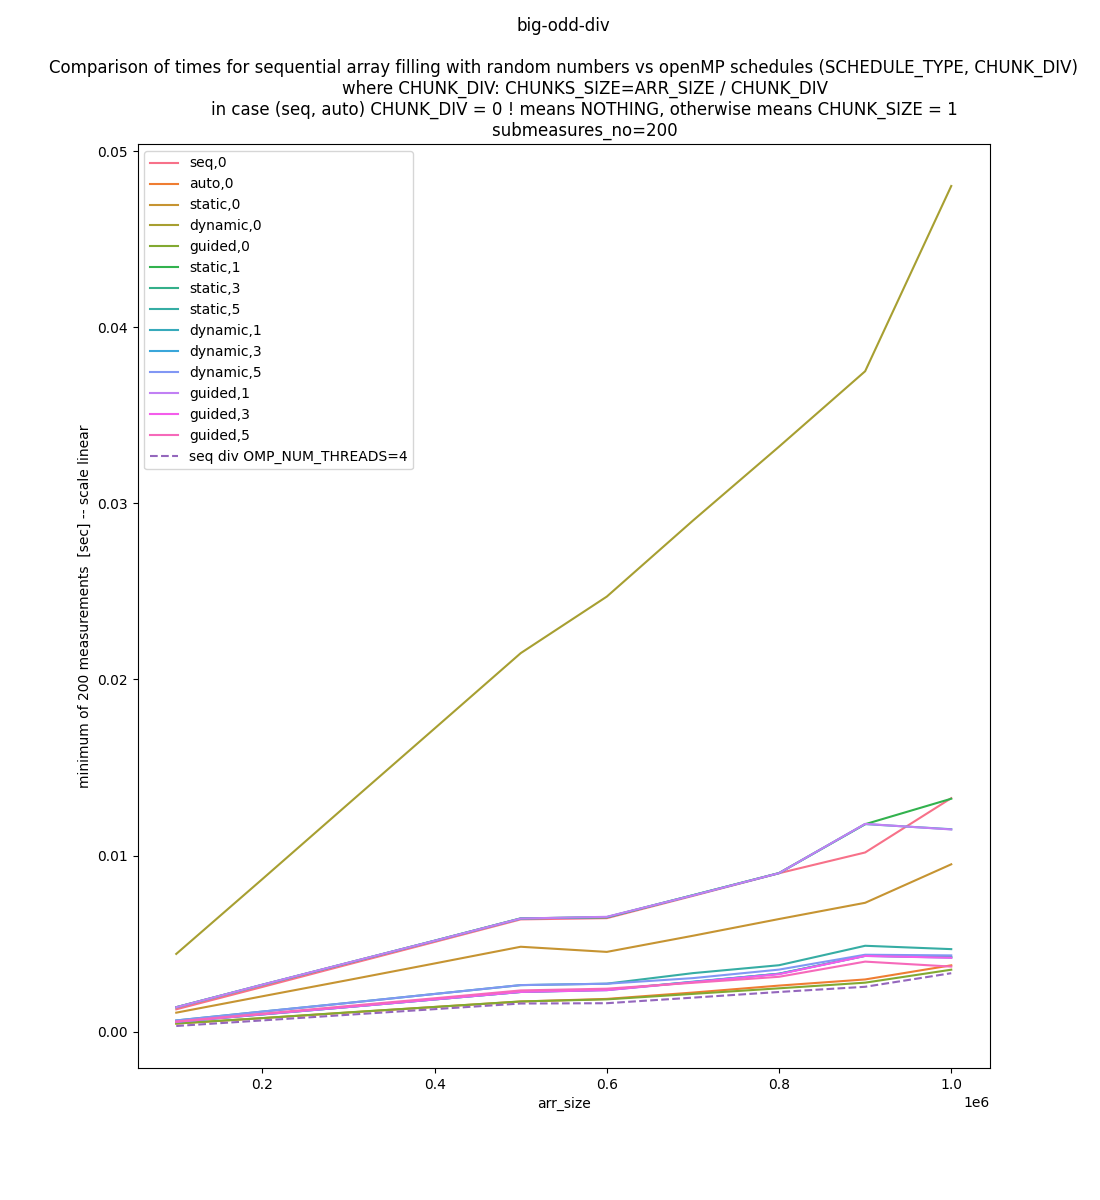 big-odd-div
Comparison of times for sequential array filling with random numbers vs openMP schedules (SCHEDULE_TYPE, CHUNK_DIV)
where CHUNK_DIV: CHUNKS_SIZE=ARR_SIZE / CHUNK_DIV
in case (seq, auto) CHUNK_DIV = 0 ! means NOTHING, otherwise means CHUNK_SIZE = 1
submeasures_no=200
seq,0
auto,0
static,0
dynamic,0
guided,0
static,1
static,3
static,5
dynamic,1
dynamic,3
dynamic,5
guided,1
guided,3
guided,5
seq div OMP_NUM_THREADS=4
minimum of 200 measurements  [sec] -- scale linear
0.05
0.04
0.03
0.02
0.01
0.00
0.2
0.4
0.6
0.8
1.0
1e6
arr_size